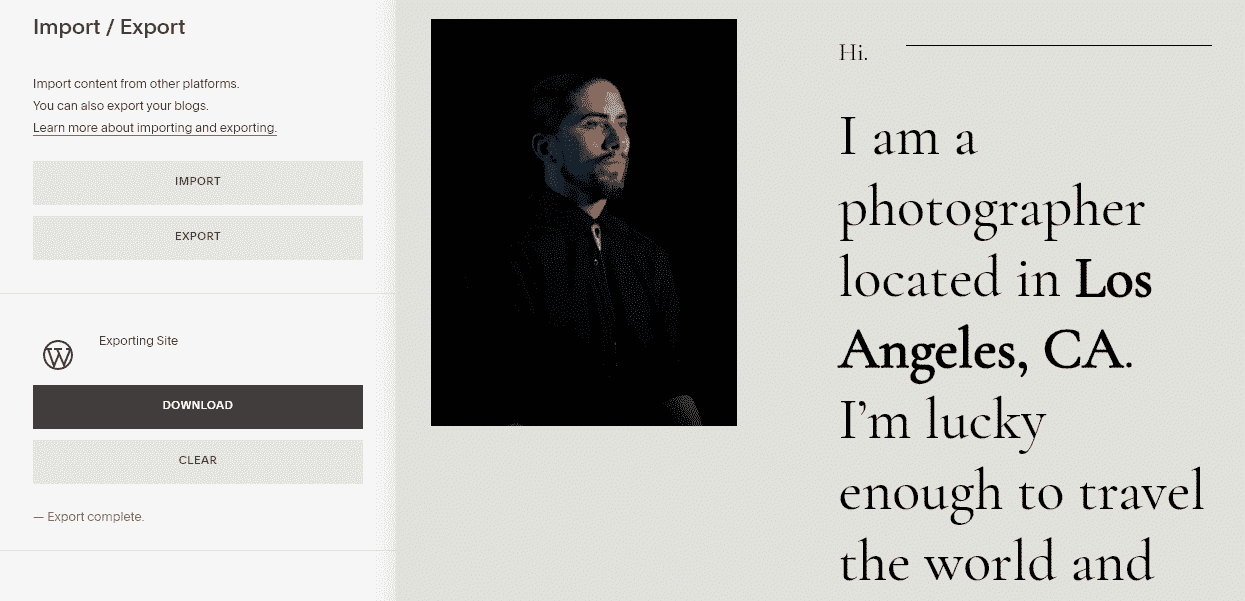 Import / Export
Import content from other platforms.
You can also export your blogs.
Learn more about importing and exporting.
IMPORT
EXPORT
Exporting Site
DOWNLOAD
CLEAR
— Export complete.
Hi.
I am a
photographer
located in Los
Angeles, CA.
I’m lucky
enough to travel
the world and